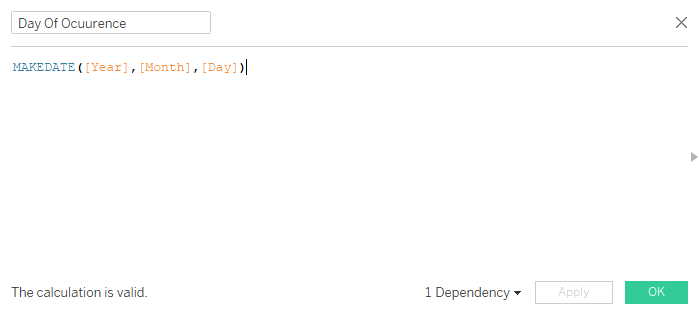 Day Of Ocuurence
MAKEDATE([Year],[Month],[Day])
The calculation is valid.
1 Dependency
Apply
OK